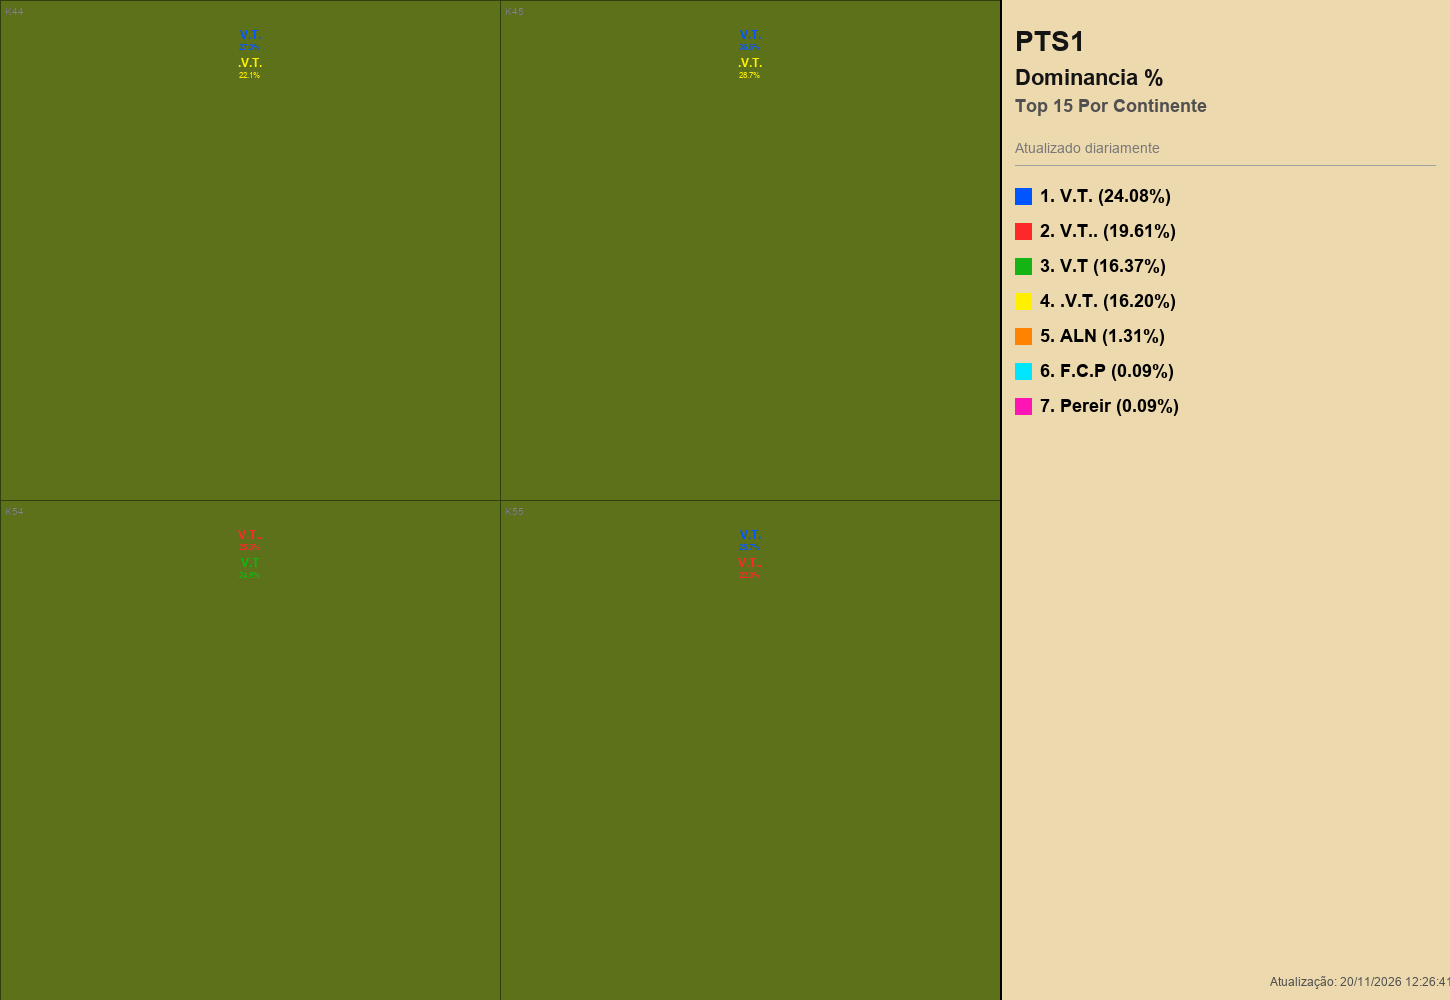 K44
V.T.
.V.T.
22.1%
K45
V.T.
.V.T.
28.7%
K54
V.T..
V.T
K55
V.T.
V.T..
PTS1
Dominancia %
Top 15 Por Continente
Atualizado diariamente
1. V.T. (24.08%)
2. V.T.. (19.61%)
3. V.T (16.37%)
4. .V.T. (16.20%)
5. ALN (1.31%)
6. F.C.P (0.09%)
7. Pereir (0.09%)
Atualização: 20/11/2026 12:26:41